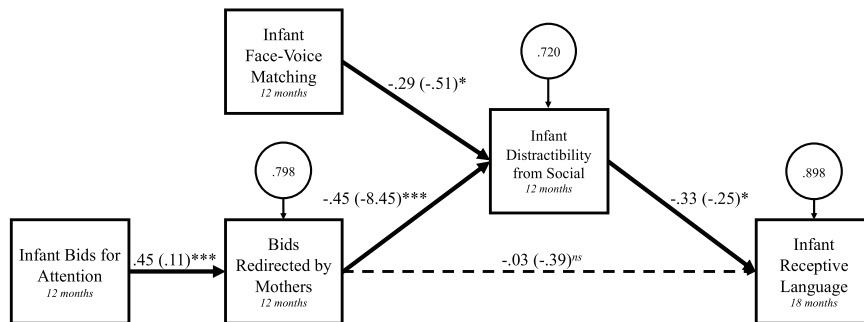 Infant
Face-Voice
Matching
12 months
.720
-.29 (-.51)*
Infant
Distractibility
from Social
12 months
.798
-.45 (-8.45)***
-.33 (-.25)*
.898
Infant Bids for
Attention
12 months
.45 (.11)***
Bids
Redirected by
Mothers
12 months
-.03 (-.39)ns
Infant
Receptive
Language
18 months